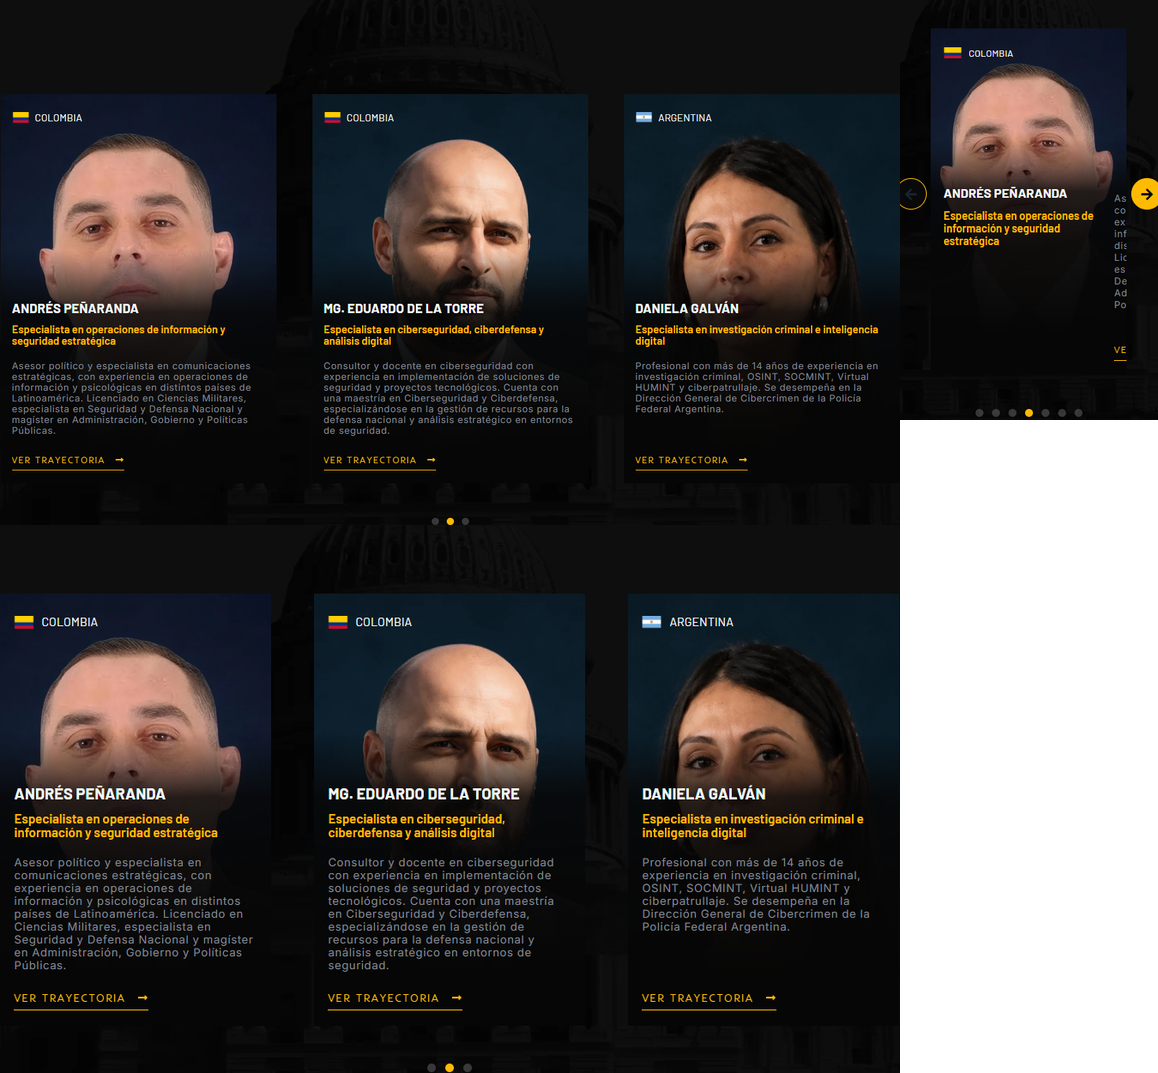 COLOMBIA
ANDRÉS PEÑARANDA
Especialista en operaciones de información y
seguridad estratégica
Asesor político y especialista en comunicaciones
estratégicas, con experiencia en operaciones de
información y psicológicas en distintos países de
Latinoamérica. Licenciado en Ciencias Militares,
especialista en Seguridad y Defensa Nacional y
magíster en Administración, Gobierno y Políticas
Públicas.
VER TRAYECTORIA
COLOMBIA
MG. EDUARDO DE LA TORRE
Especialista en ciberseguridad, ciberdefensa y
análisis digital
Consultor y docente en ciberseguridad con
experiencia en implementación de soluciones de
seguridad y proyectos tecnológicos. Cuenta con
una maestría en Ciberseguridad y Ciberdefensa,
especializándose en la gestión de recursos para la
defensa nacional y análisis estratégico en entornos
de seguridad.
VER TRAYECTORIA
ARGENTINA
DANIELA GALVÁN
Especialista en investigación criminal e inteligencia
digital
Profesional con más de 14 años de experiencia en
investigación criminal, OSINT, SOCMINT, Virtual
HUMINT y ciberpatrullaje. Se desempeña en la
Dirección General de Cibercrimen de la Policía
Federal Argentina.
VER TRAYECTORIA
COLOMBIA
ANDRÉS PEÑARANDA
Especialista en operaciones de
información y seguridad
estratégica
As
co
ex
inf
dis
Lic
es
De
Ad
Po
VE
COLOMBIA
ANDRÉS PEÑARANDA
Especialista en operaciones de
información y seguridad estratégica
Asesor político y especialista en
comunicaciones estratégicas, con
experiencia en operaciones de
información y psicológicas en distintos
países de Latinoamérica. Licenciado en
Ciencias Militares, especialista en
Seguridad y Defensa Nacional y magíster
en Administración, Gobierno y Políticas
Públicas.
VER TRAYECTORIA
COLOMBIA
MG. EDUARDO DE LA TORRE
Especialista en ciberseguridad,
ciberdefensa y análisis digital
Consultor y docente en ciberseguridad
con experiencia en implementación de
soluciones de seguridad y proyectos
tecnológicos. Cuenta con una maestría
en Ciberseguridad y Ciberdefensa,
especializándose en la gestión de
recursos para la defensa nacional y
análisis estratégico en entornos de
seguridad.
VER TRAYECTORIA
ARGENTINA
DANIELA GALVÁN
Especialista en investigación criminal e
inteligencia digital
Profesional con más de 14 años de
experiencia en investigación criminal,
OSINT, SOCMINT, Virtual HUMINT y
ciberpatrullaje. Se desempeña en la
Dirección General de Cibercrimen de la
Policía Federal Argentina.
VER TRAYECTORIA